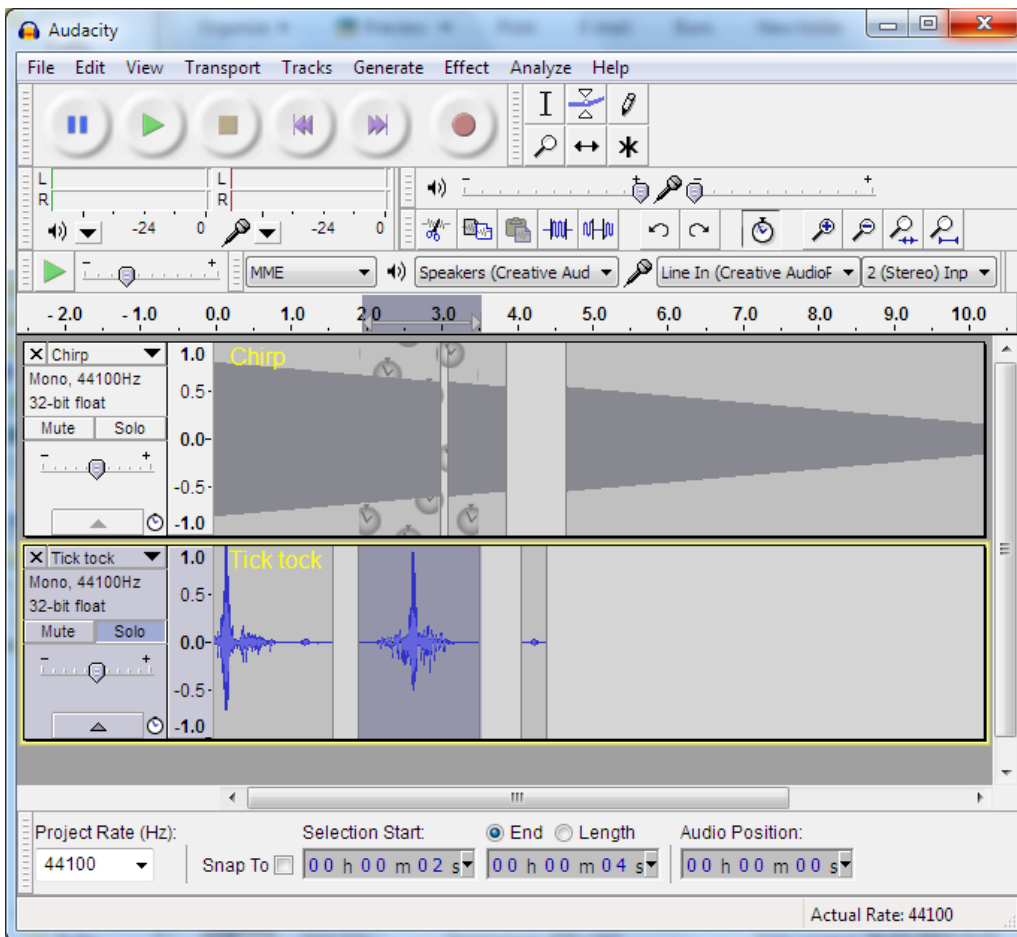 Audacity
File Edit View Transport Tracks Generate Effect Analyze Help
L
R
-24 0
L
R
-24 0
- +
- +
- +
MME
Speakers (Creative Aud
Line In (Creative AudioF
2 (Stereo) Inp
- 2.0 - 1.0 0.0 1.0 2.0 3.0 4.0 5.0 6.0 7.0 8.0 9.0 10.0
Chirp
Mono, 44100Hz
32-bit float
Mute Solo
- +
1.0
0.5
0.0
-0.5
-1.0
Chirp
Tick tock
Mono, 44100Hz
32-bit float
Mute Solo
- +
1.0
0.5
0.0
-0.5
-1.0
Tick tock
Project Rate (Hz): Selection Start: End Length Audio Position:
44100 Snap To 00 h 00 m 02 s 00 h 00 m 04 s 00 h 00 m 00 s
Actual Rate: 44100